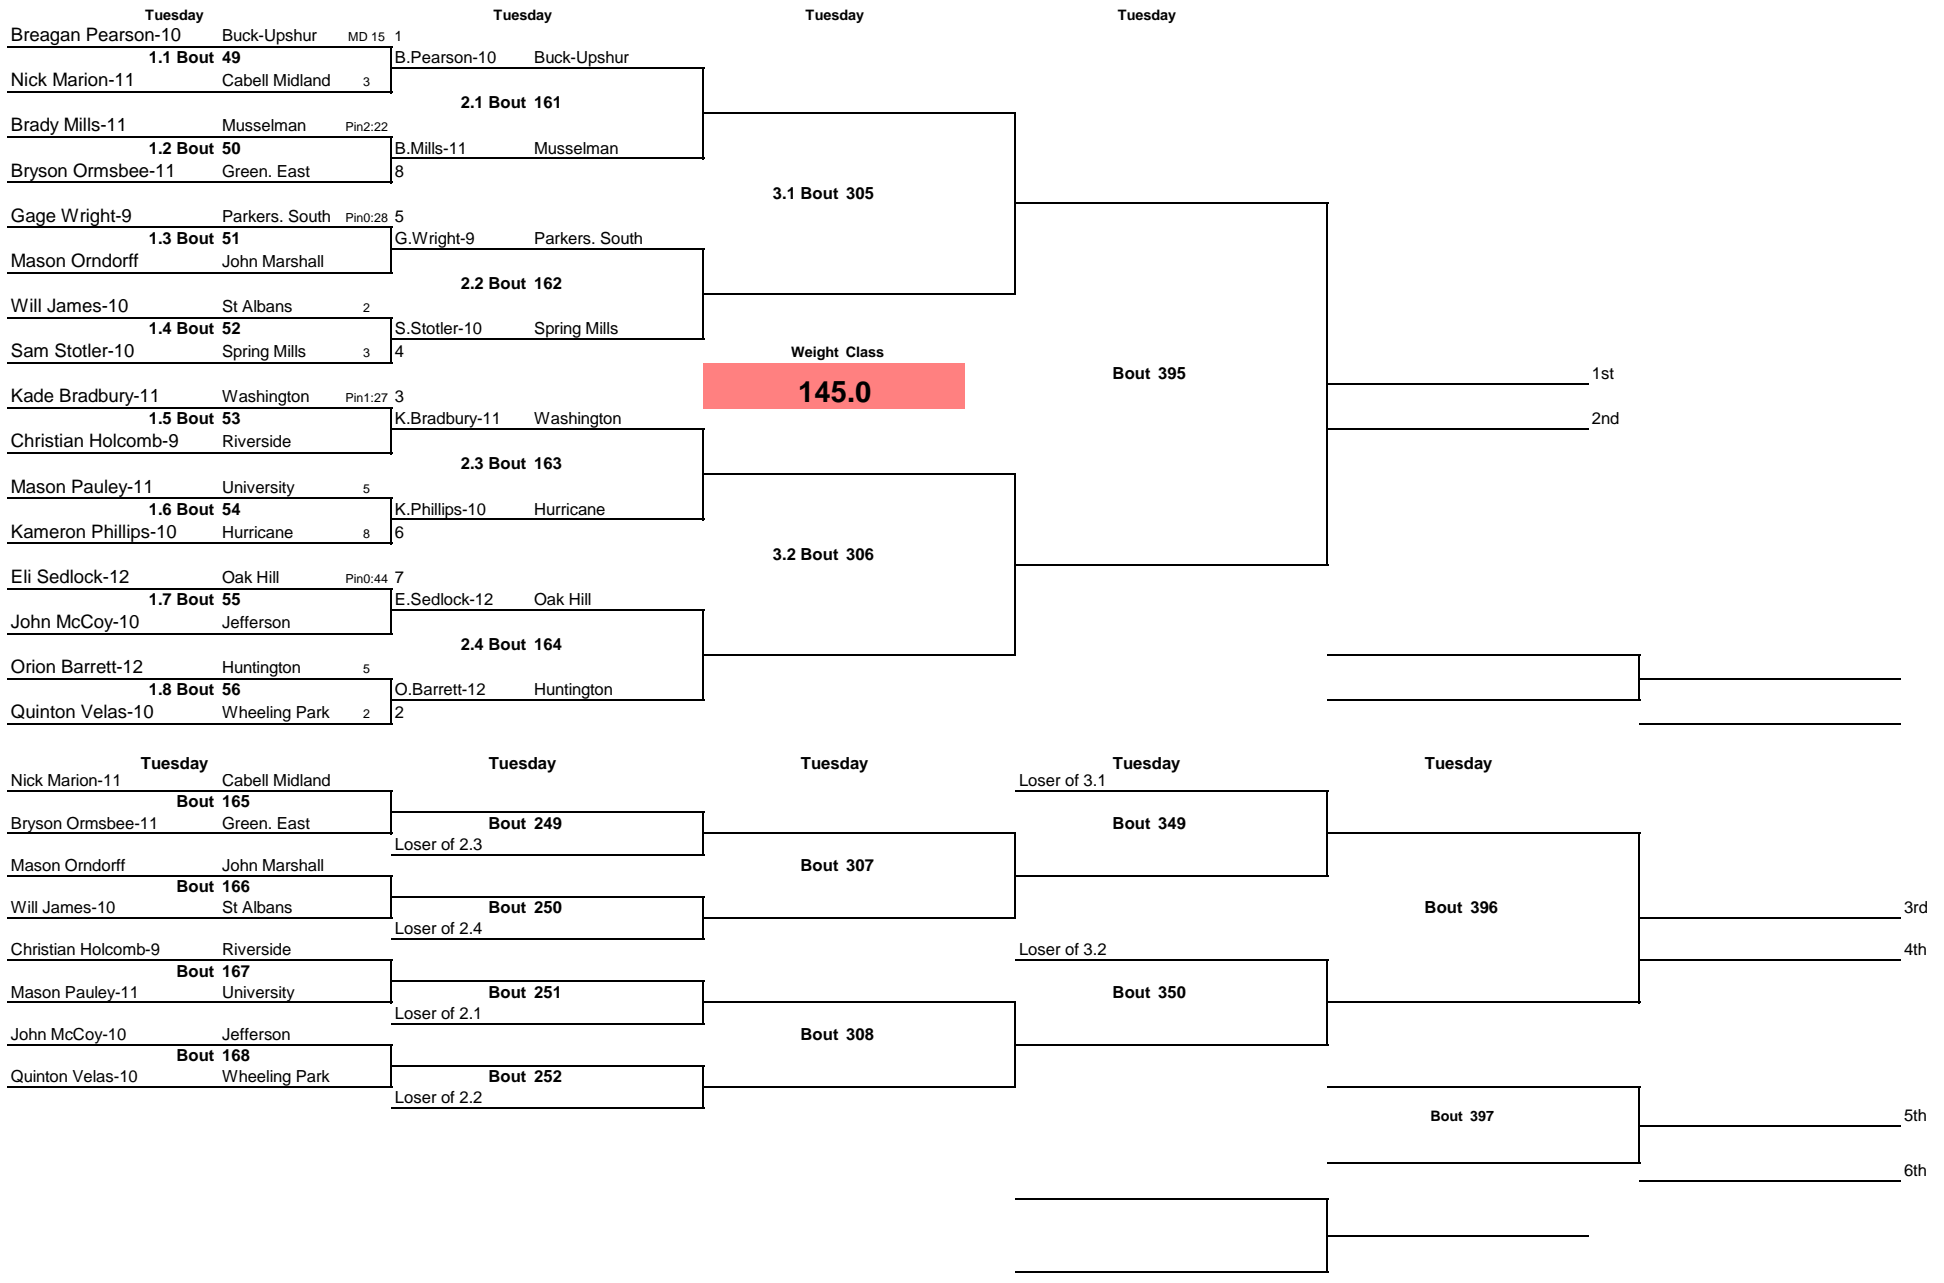 Tuesday Tuesday Tuesday Tuesday
Breagan Pearson-10 Buck-Upshur MD 15 1
1.1 Bout 49 B.Pearson-10 Buck-Upshur
Nick Marion-11 Cabell Midland 3
2.1 Bout 161
Brady Mills-11 Musselman Pin2:22
1.2 Bout 50 B.Mills-11 Musselman
Bryson Ormsbee-11 Green. East 8
3.1 Bout 305
Gage Wright-9 Parkers. South Pin0:28 5
1.3 Bout 51 G.Wright-9 Parkers. South
Mason Orndorff John Marshall
2.2 Bout 162
Will James-10 St Albans 2
1.4 Bout 52 S.Stotler-10 Spring Mills
Sam Stotler-10 Spring Mills 3 4 Weight Class
Bout 395 1st
Kade Bradbury-11 Washington Pin1:27 3 145.0
1.5 Bout 53 K.Bradbury-11 Washington 2nd
Christian Holcomb-9 Riverside
2.3 Bout 163
Mason Pauley-11 University 5
1.6 Bout 54 K.Phillips-10 Hurricane
Kameron Phillips-10 Hurricane 8 6
3.2 Bout 306
Eli Sedlock-12 Oak Hill Pin0:44 7
1.7 Bout 55 E.Sedlock-12 Oak Hill
John McCoy-10 Jefferson
2.4 Bout 164
Orion Barrett-12 Huntington 5
1.8 Bout 56 O.Barrett-12 Huntington
Quinton Velas-10 Wheeling Park 2 2
Tuesday Tuesday Tuesday Tuesday Tuesday
Nick Marion-11 Cabell Midland Loser of 3.1
Bout 165
Bryson Ormsbee-11 Green. East Bout 249 Bout 349
Loser of 2.3
Mason Orndorff John Marshall Bout 307
Bout 166
Will James-10 St Albans Bout 250 Bout 396 3rd
Loser of 2.4
Christian Holcomb-9 Riverside Loser of 3.2 4th
Bout 167
Mason Pauley-11 University Bout 251 Bout 350
Loser of 2.1
John McCoy-10 Jefferson Bout 308
Bout 168
Quinton Velas-10 Wheeling Park Bout 252
Loser of 2.2
Bout 397 5th
6th